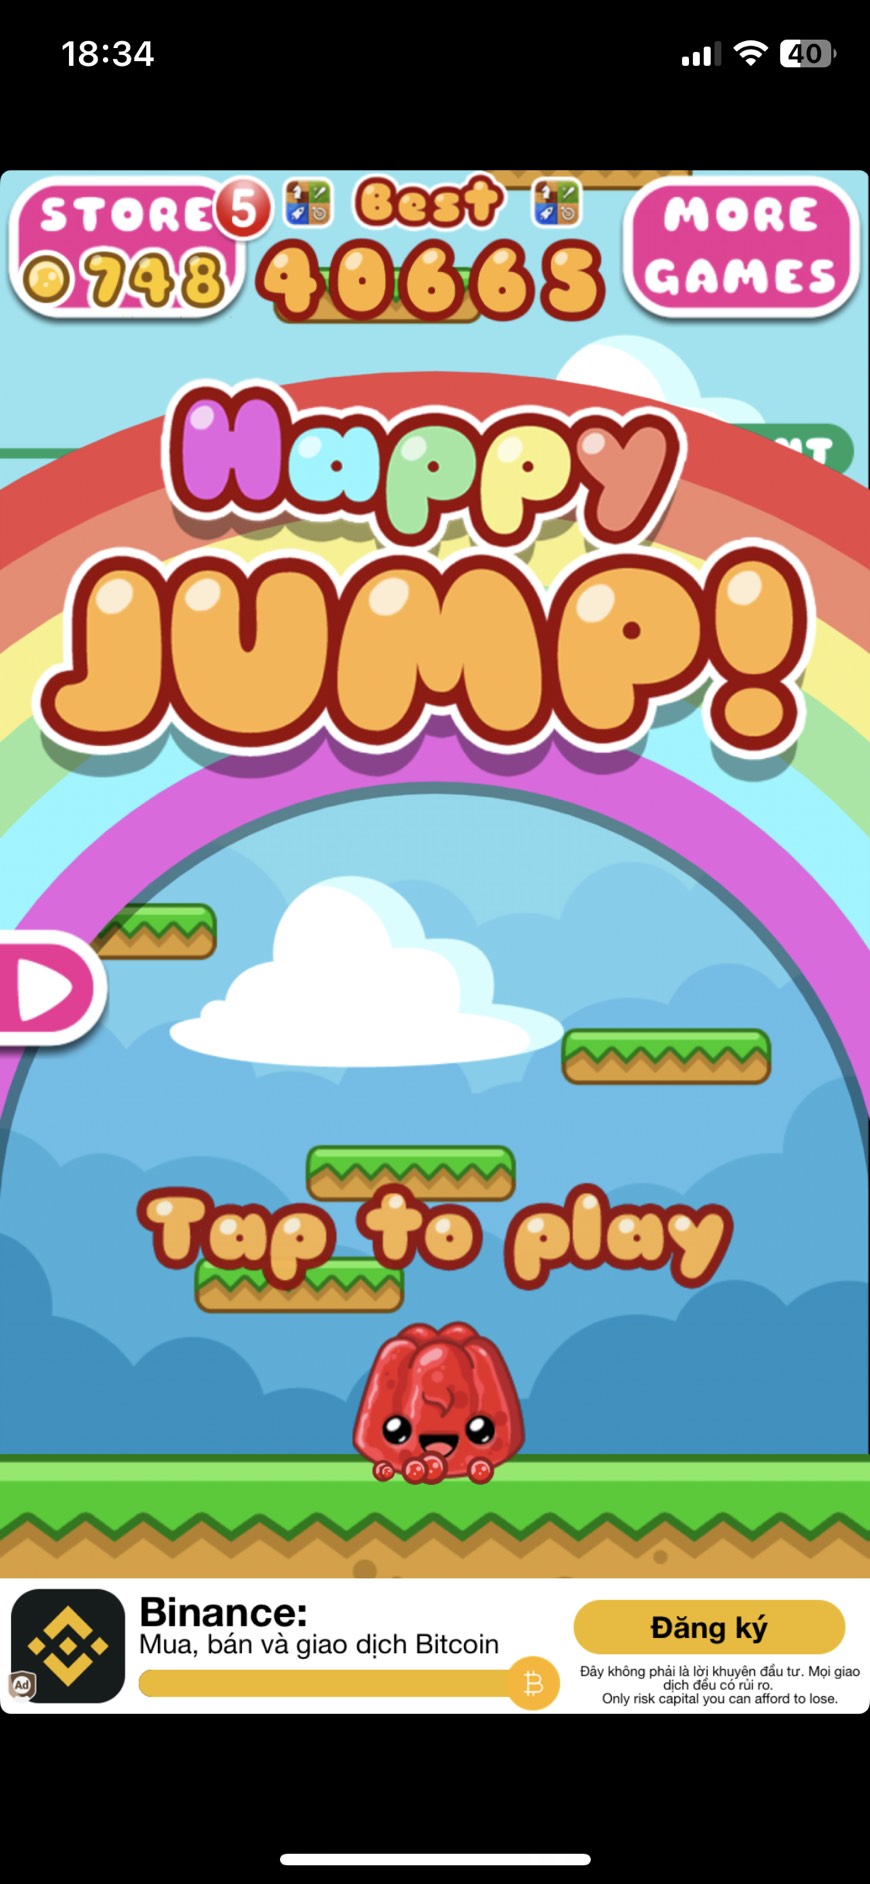 18:34
40
STORE
5
748
Best
40665
MORE
GAMES
Happy
JUMP!
Tap to play
Binance:
Mua, bán và giao dịch Bitcoin
Ad
Đăng ký
Đây không phải là lời khuyên đầu tư. Mọi giao
dịch đều có rủi ro.
Only risk capital you can afford to lose.